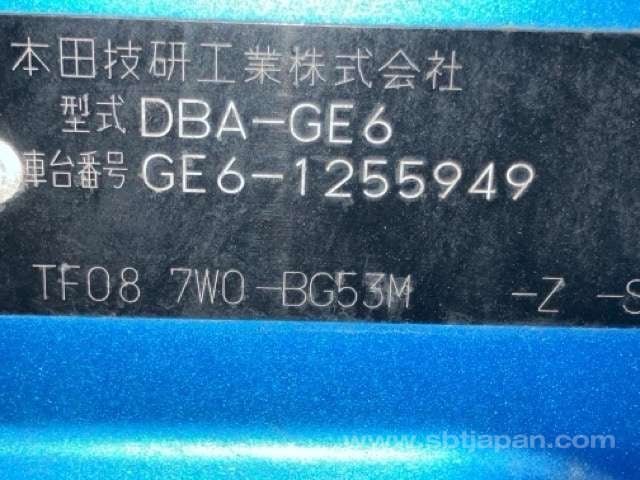 本田技研工業株式会社
型式 DBA-GE6
車台番号 GE6-1255949
TF08 7W0-BG53M -Z -S
www.sbtjapan.com